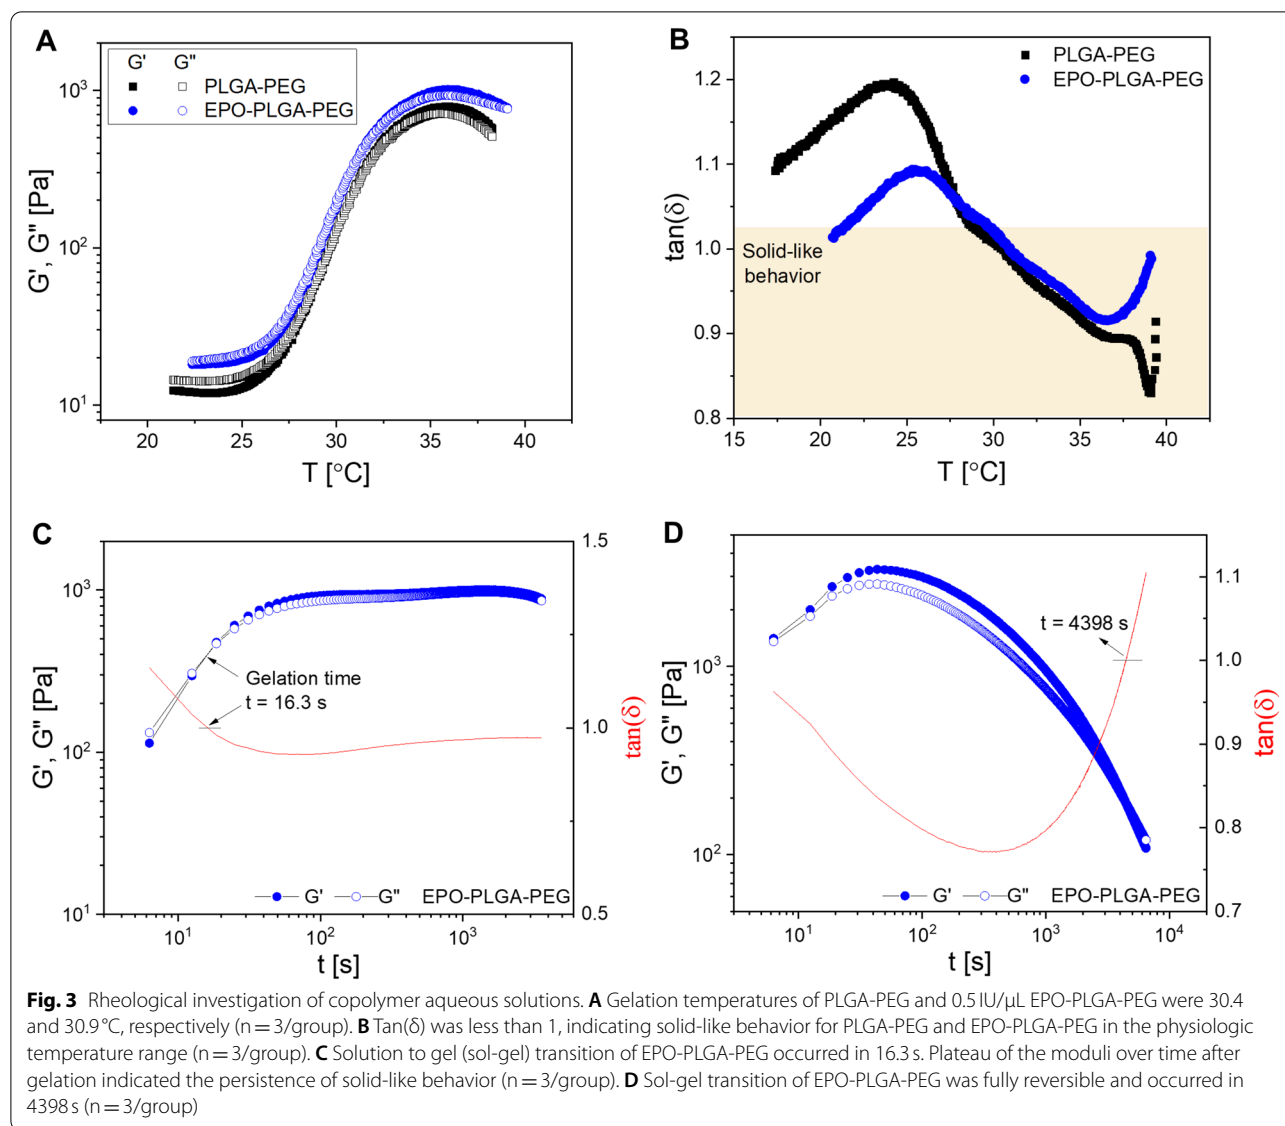 A
G' G"
PLGA-PEG
EPO-PLGA-PEG
10³
10²
10¹
G', G" [Pa]
20 25 30 35 40
T [°C]
B
PLGA-PEG
EPO-PLGA-PEG
1.2
1.1
1.0
0.9
0.8
tan(δ)
Solid-like
behavior
15 20 25 30 35 40
T [°C]
C
10³
10²
10¹
G', G" [Pa]
1.5
1.0
0.5
tan(δ)
Gelation time
t = 16.3 s
G' G" EPO-PLGA-PEG
10¹ 10² 10³
t [s]
D
10³
10²
G', G" [Pa]
1.1
1.0
0.9
0.8
0.7
tan(δ)
t = 4398 s
G' G" EPO-PLGA-PEG
10¹ 10² 10³ 10⁴
t [s]
Fig. 3 Rheological investigation of copolymer aqueous solutions. A Gelation temperatures of PLGA-PEG and 0.5 IU/μL EPO-PLGA-PEG were 30.4
and 30.9 °C, respectively (n = 3/group). B Tan(δ) was less than 1, indicating solid-like behavior for PLGA-PEG and EPO-PLGA-PEG in the physiologic
temperature range (n = 3/group). C Solution to gel (sol-gel) transition of EPO-PLGA-PEG occurred in 16.3 s. Plateau of the moduli over time after
gelation indicated the persistence of solid-like behavior (n = 3/group). D Sol-gel transition of EPO-PLGA-PEG was fully reversible and occurred in
4398 s (n = 3/group)